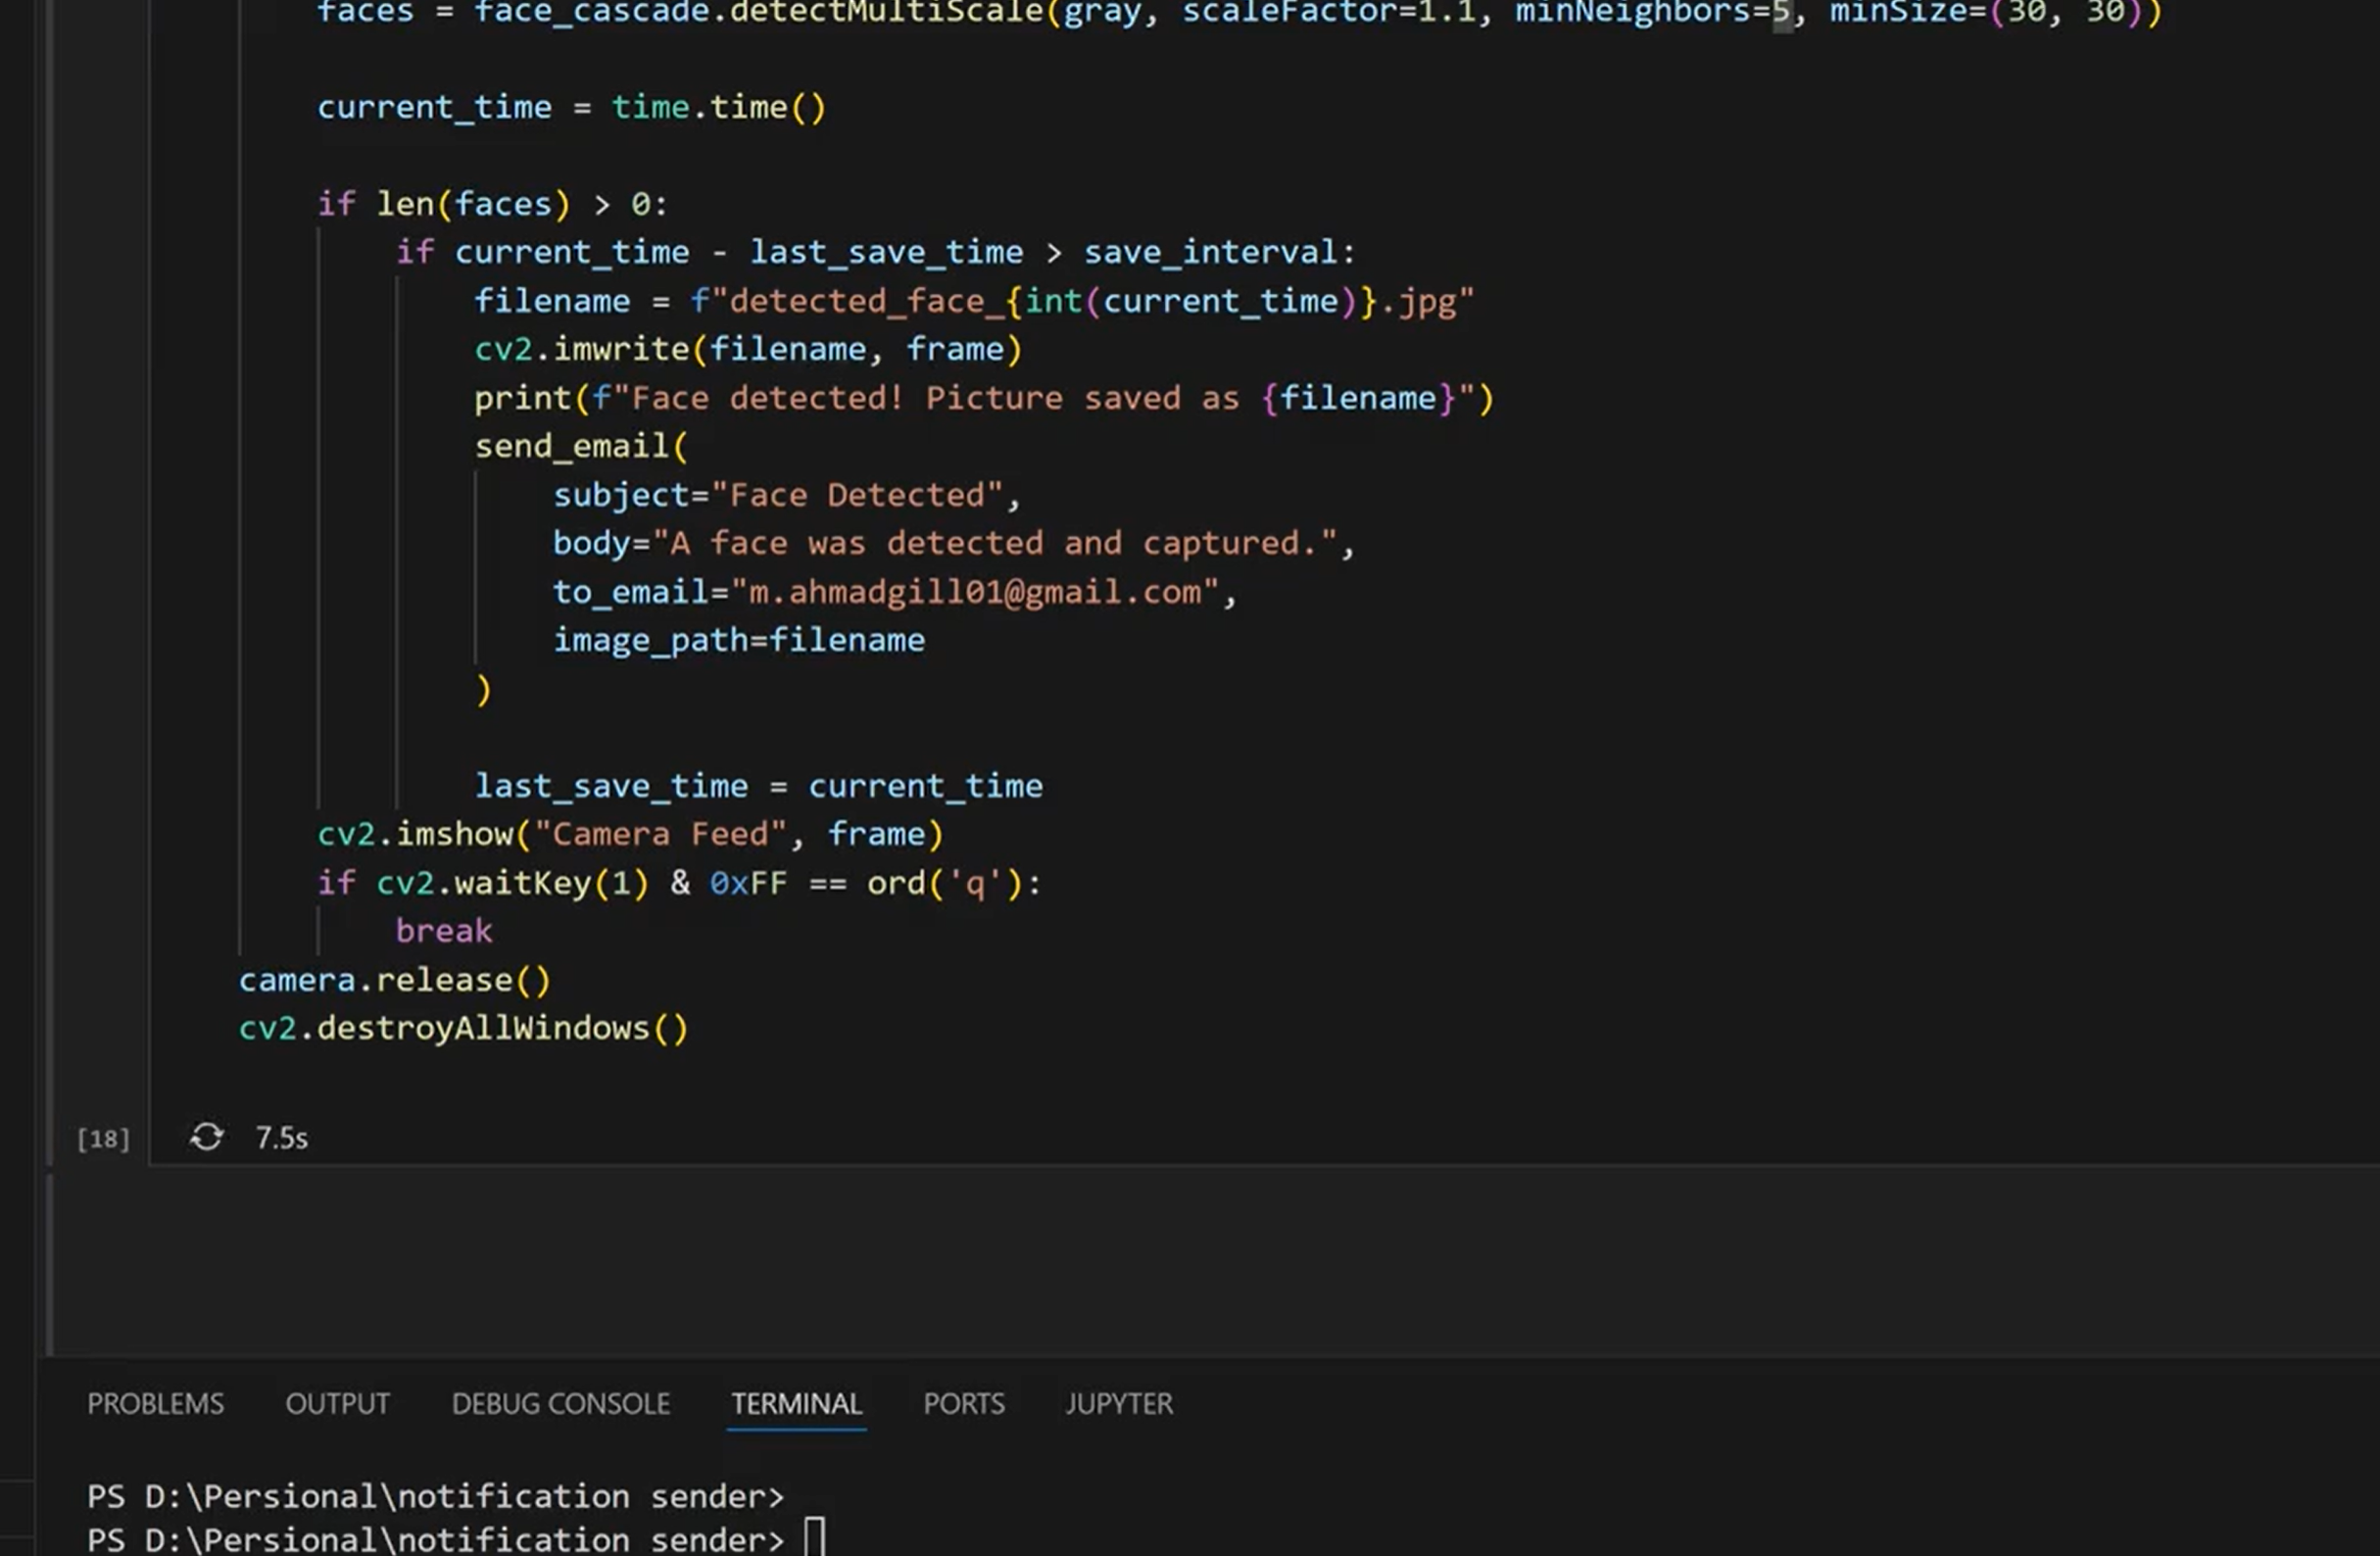 faces = face_cascade.detectMultiScale(gray, scaleFactor=1.1, minNeighbors=5, minSize=(30, 30))
current_time = time.time()
if len(faces) > 0:
if current_time - last_save_time > save_interval:
filename = f"detected_face_{int(current_time)}.jpg"
cv2.imwrite(filename, frame)
print(f"Face detected! Picture saved as {filename}")
send_email(
subject="Face Detected",
body="A face was detected and captured.",
to_email="m.ahmadgill01@gmail.com",
image_path=filename
)
last_save_time = current_time
cv2.imshow("Camera Feed", frame)
if cv2.waitKey(1) & 0xFF == ord('q'):
break
camera.release()
cv2.destroyAllWindows()
[18] 7.5s
PROBLEMS OUTPUT DEBUG CONSOLE TERMINAL PORTS JUPYTER
PS D:\Persional\notification sender>
PS D:\Persional\notification sender>